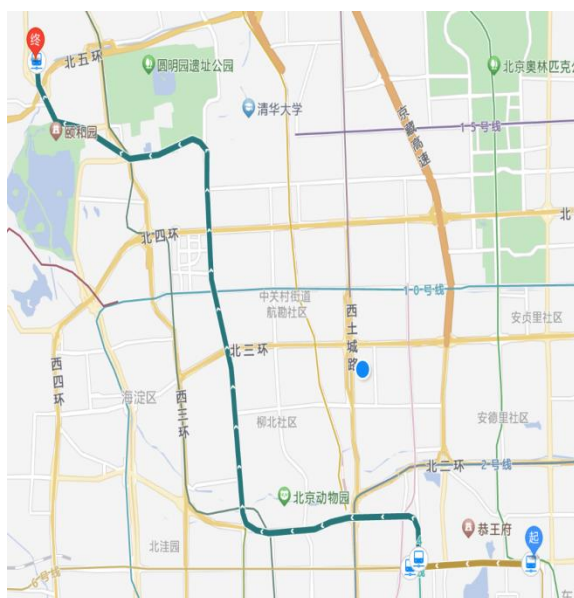 终
北五环
圆明园遗址公园
北京奥林匹克公
清华大学
京藏高速
颐和园
15号线
北四环
北
10号线
中关村街道
航勘社区
西土城路
安贞里社区
北三环
西四环
西三环
海淀区
柳北社区
安德里社区
北二环
2号线
北京动物园
恭王府
起
北洼园
6号线
线
东